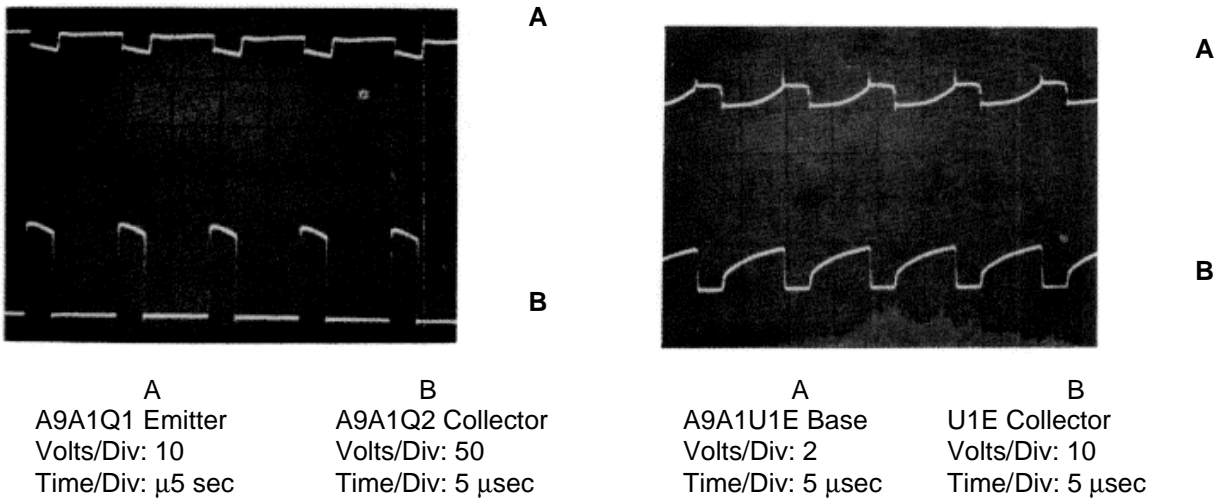 A
B
A
B
A B
A9A1Q1 Emitter A9A1Q2 Collector
Volts/Div: 10 Volts/Div: 50
Time/Div: μ5 sec Time/Div: 5 μsec
A B
A9A1U1E Base U1E Collector
Volts/Div: 2 Volts/Div: 10
Time/Div: 5 μsec Time/Div: 5 μsec